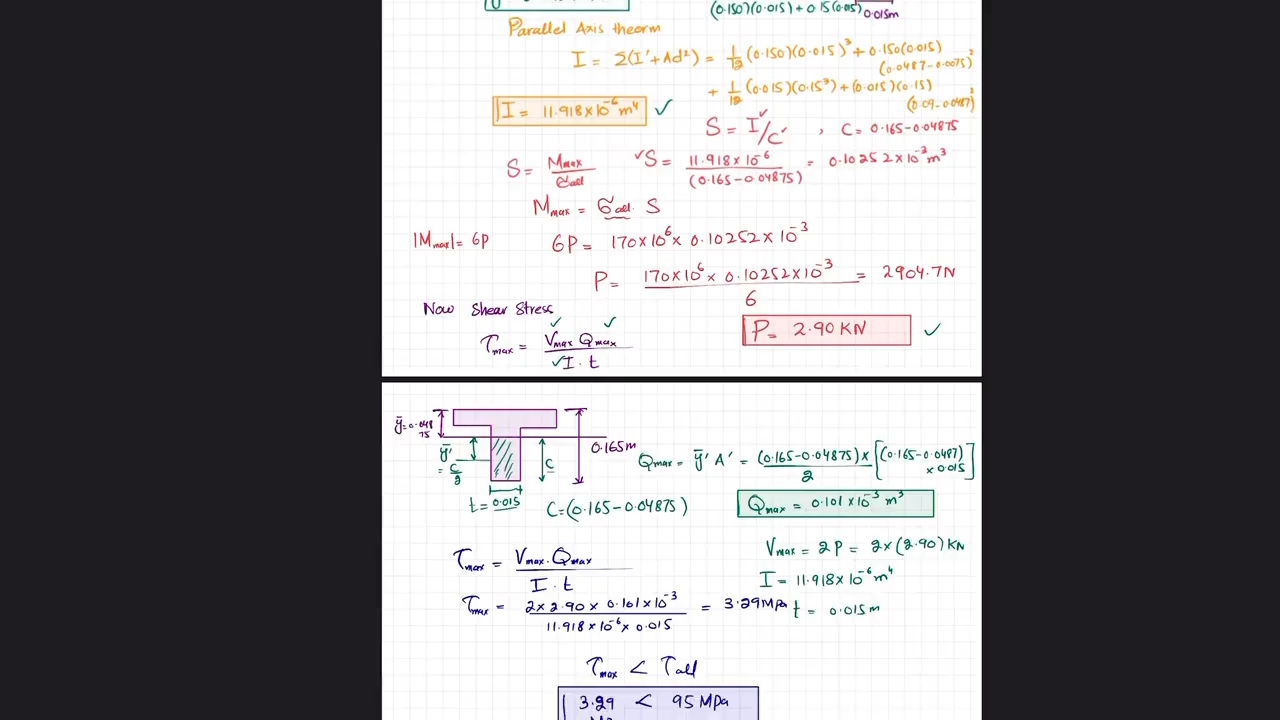 (0.150)(0.015) + 0.15(0.015)
0.015m
Parallel Axis theorm
I = Σ(I' + Ad²) = 1/12 (0.150)(0.015)³ + 0.150(0.015)
(0.0487-0.0075)²
+ 1/12 (0.015)(0.15³) + (0.015)(0.15)
(0.09-0.0487)²
I = 11.918×10⁻⁶ m⁴ ✓
S = I/c , C = 0.165-0.04875
S = Mmax/σall ✓S = 11.918×10⁻⁶/(0.165-0.04875) = 0.10252×10⁻³ m³
Mmax = σall. S
|Mmax| = 6P 6P = 170×10⁶ × 0.10252×10⁻³
P = 170×10⁶ × 0.10252×10⁻³/6 = 2904.7N
Now Shear Stress
P = 2.90 KN ✓
τmax = Vmax Qmax/I. t
ȳ=0.04875
ȳ' = C/2
C
0.165m
t = 0.015
C=(0.165-0.04875)
Qmax = ȳ' A' = (0.165-0.04875)/2 × [(0.165-0.0487) × 0.015]
Qmax = 0.101×10⁻³ m³
Vmax = 2P = 2×(2.90) KN
τmax = Vmax. Qmax/I. t
I = 11.918×10⁻⁶ m⁴
τmax = 2×2.90 × 0.101×10⁻³/11.918×10⁻⁶ × 0.015 = 3.29MPa
t = 0.015m
τmax < τall
3.29 < 95 MPa